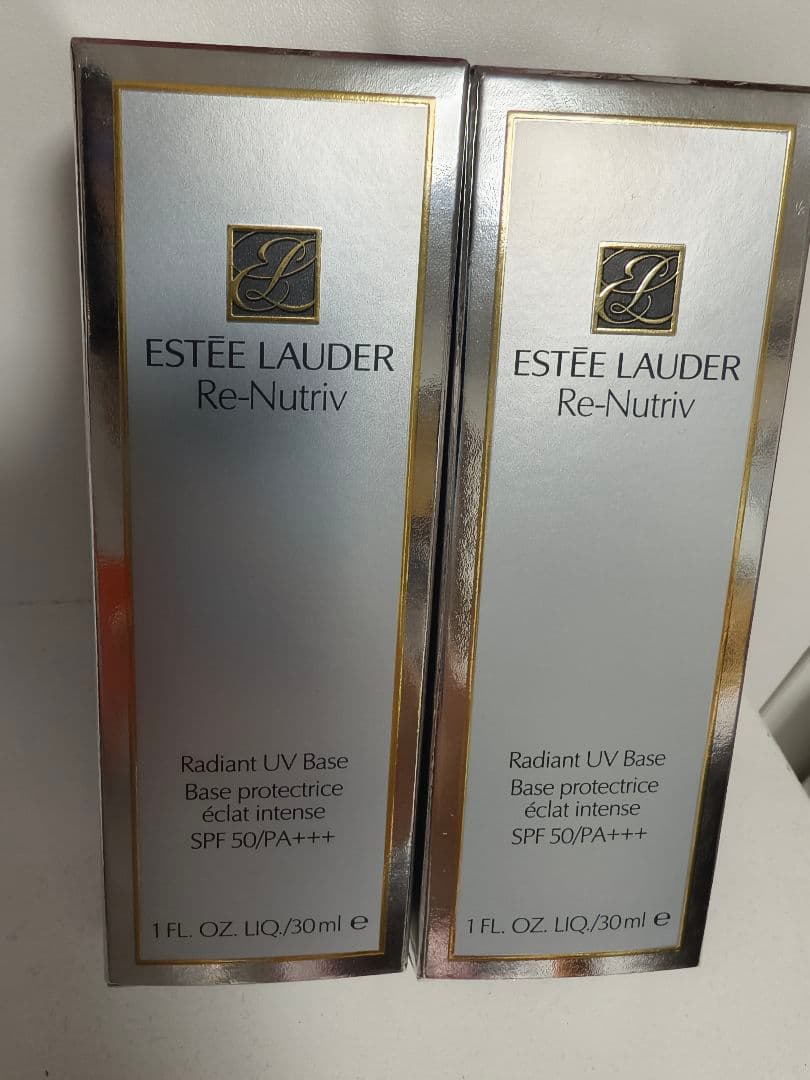 EL
ESTĒE LAUDER
Re-Nutriv
Radiant UV Base
Base protectrice
éclat intense
SPF 50/PA+++
1 FL. OZ. LIQ./30 ml ℮
EL
ESTĒE LAUDER
Re-Nutriv
Radiant UV Base
Base protectrice
éclat intense
SPF 50/PA+++
1 FL. OZ. LIQ./30 ml ℮